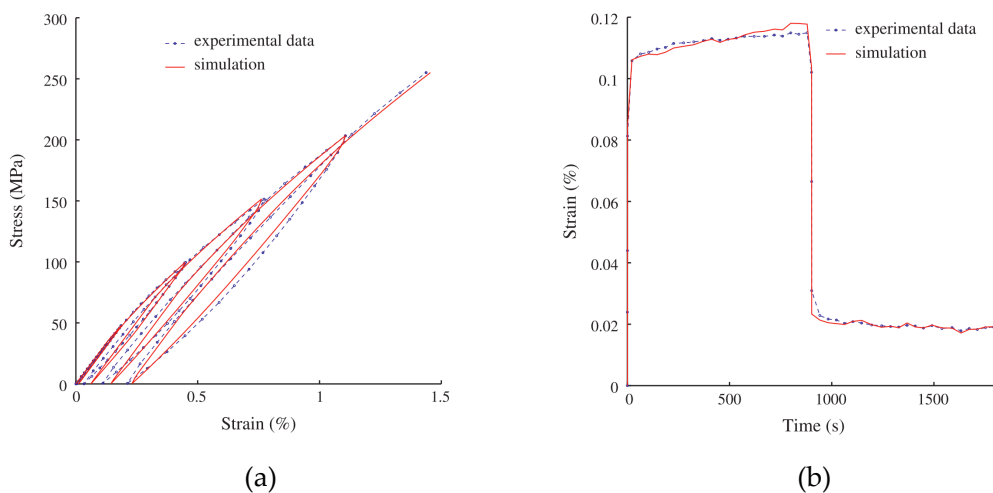 300
250
200
150
100
50
0
Stress (MPa)
experimental data
simulation
0
0.5
1
1.5
Strain (%)
(a)
0.12
0.1
0.08
0.06
0.04
0.02
0
Strain (%)
experimental data
simulation
0
500
1000
1500
Time (s)
(b)